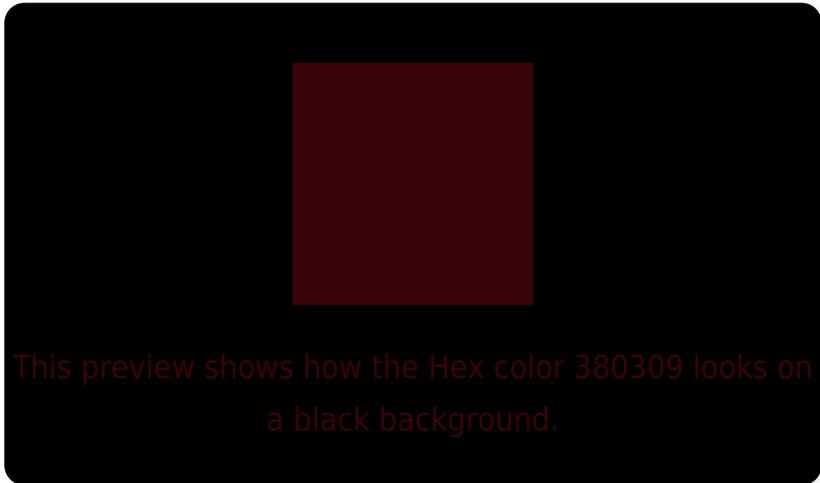 This preview shows how the Hex color 380309 looks on
a black background.